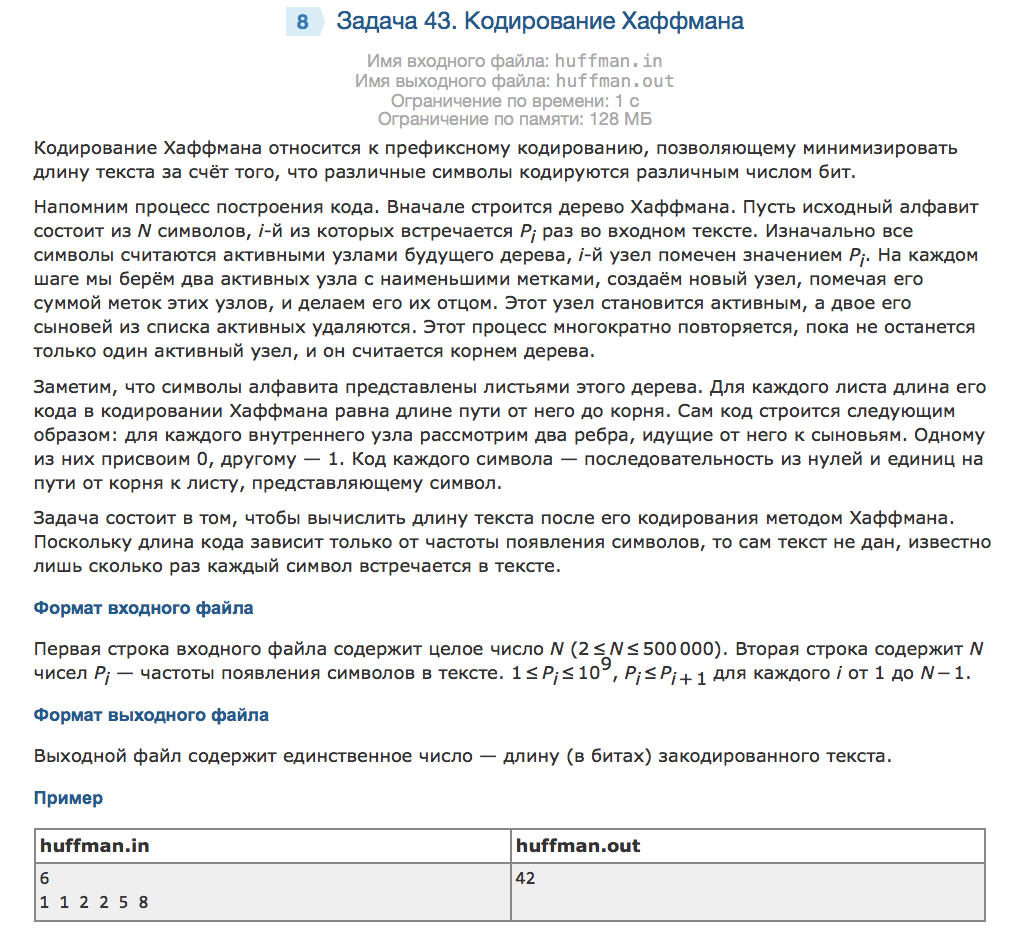 8 Задача 43. Кодирование Хаффмана
Имя входного файла: huffman.in
Имя выходного файла: huffman.out
Ограничение по времени: 1 с
Ограничение по памяти: 128 МБ
Кодирование Хаффмана относится к префиксному кодированию, позволяющему минимизировать
длину текста за счёт того, что различные символы кодируются различным числом бит.
Напомним процесс построения кода. Вначале строится дерево Хаффмана. Пусть исходный алфавит
состоит из N символов, i-й из которых встречается Pi раз во входном тексте. Изначально все
символы считаются активными узлами будущего дерева, i-й узел помечен значением Pi. На каждом
шаге мы берём два активных узла с наименьшими метками, создаём новый узел, помечая его
суммой меток этих узлов, и делаем его их отцом. Этот узел становится активным, а двое его
сыновей из списка активных удаляются. Этот процесс многократно повторяется, пока не останется
только один активный узел, и он считается корнем дерева.
Заметим, что символы алфавита представлены листьями этого дерева. Для каждого листа длина его
кода в кодировании Хаффмана равна длине пути от него до корня. Сам код строится следующим
образом: для каждого внутреннего узла рассмотрим два ребра, идущие от него к сыновьям. Одному
из них присвоим 0, другому — 1. Код каждого символа — последовательность из нулей и единиц на
пути от корня к листу, представляющему символ.
Задача состоит в том, чтобы вычислить длину текста после его кодирования методом Хаффмана.
Поскольку длина кода зависит только от частоты появления символов, то сам текст не дан, известно
лишь сколько раз каждый символ встречается в тексте.
Формат входного файла
Первая строка входного файла содержит целое число N (2 ≤ N ≤ 500 000). Вторая строка содержит N
чисел Pi — частоты появления символов в тексте. 1 ≤ Pi ≤ 10^9, Pi ≤ Pi + 1 для каждого i от 1 до N − 1.
Формат выходного файла
Выходной файл содержит единственное число — длину (в битах) закодированного текста.
Пример
huffman.in huffman.out
6 42
1 1 2 2 5 8